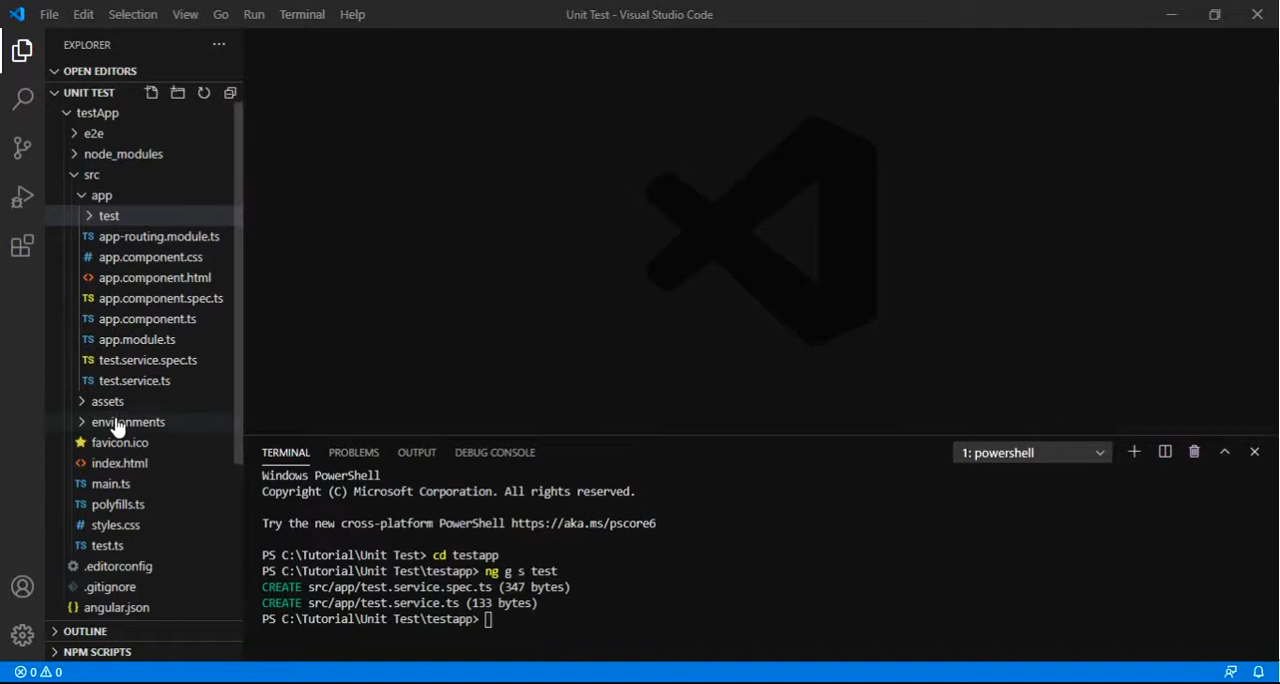 File Edit Selection View Go Run Terminal Help
Unit Test - Visual Studio Code
EXPLORER
OPEN EDITORS
UNIT TEST
testApp
e2e
node_modules
src
app
test
app-routing.module.ts
app.component.css
app.component.html
app.component.spec.ts
app.component.ts
app.module.ts
test.service.spec.ts
test.service.ts
assets
environments
favicon.ico
index.html
main.ts
polyfills.ts
styles.css
test.ts
.editorconfig
.gitignore
angular.json
OUTLINE
NPM SCRIPTS
TERMINAL PROBLEMS OUTPUT DEBUG CONSOLE
1: powershell
Windows PowerShell
Copyright (C) Microsoft Corporation. All rights reserved.
Try the new cross-platform PowerShell https://aka.ms/pscore6
PS C:\Tutorial\Unit Test> cd testapp
PS C:\Tutorial\Unit Test\testapp> ng g s test
CREATE src/app/test.service.spec.ts (347 bytes)
CREATE src/app/test.service.ts (133 bytes)
PS C:\Tutorial\Unit Test\testapp>
0 0